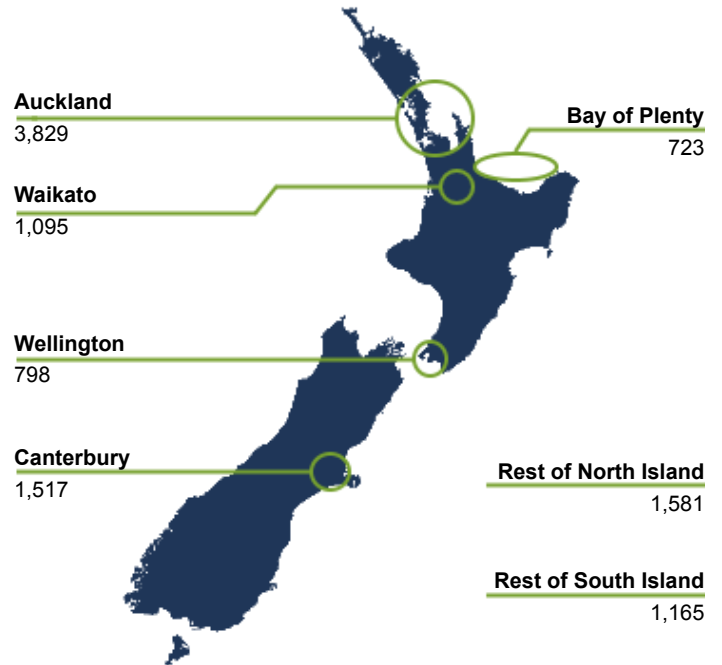 Auckland
3,829
Bay of Plenty
723
Waikato
1,095
Wellington
798
Canterbury
1,517
Rest of North Island
1,581
Rest of South Island
1,165